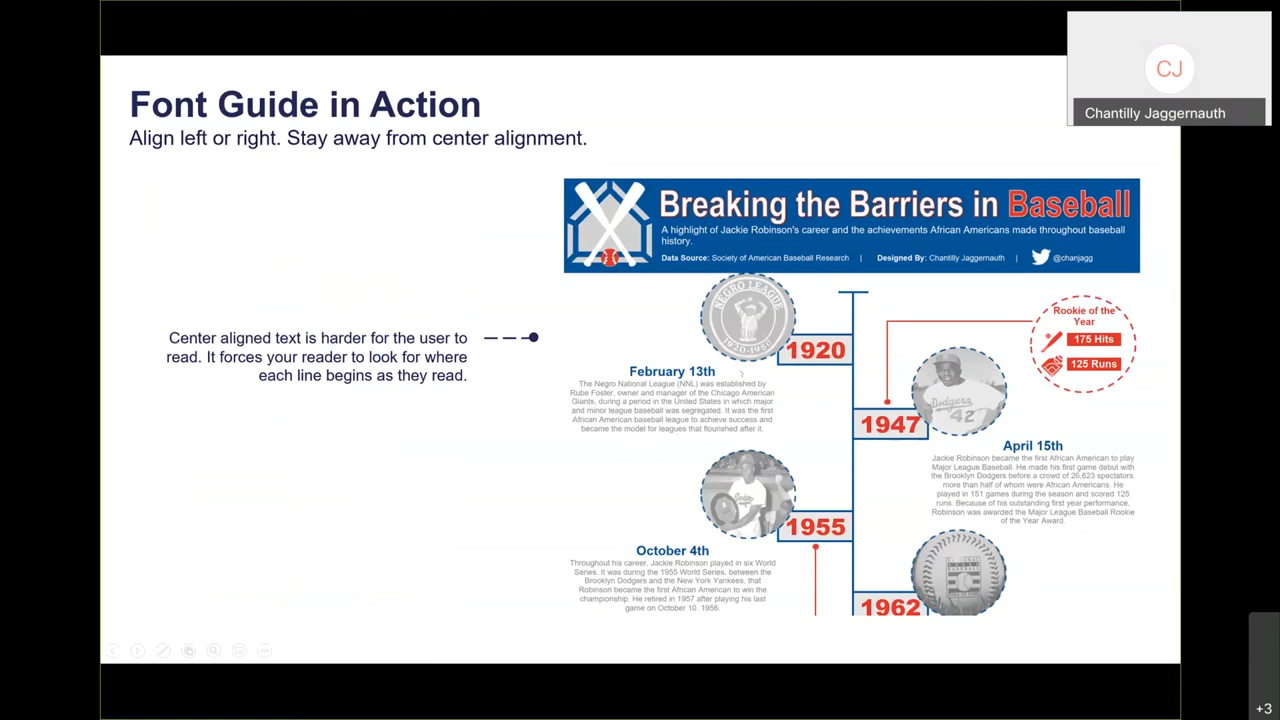 CJ
Chantilly Jaggernauth
Font Guide in Action
Align left or right. Stay away from center alignment.
Center aligned text is harder for the user to
read. It forces your reader to look for where
each line begins as they read.
Breaking the Barriers in Baseball
A highlight of Jackie Robinson's career and the achievements African Americans made throughout baseball
history.
Data Source: Society of American Baseball Research | Designed By: Chantilly Jaggernauth | @chanjagg
NEGRO LEAGUE
1920-1950
1920
February 13th
The Negro National League (NNL) was established by
Rube Foster, owner and manager of the Chicago American
Giants, during a period in the United States in which major
and minor league baseball was segregated. It was the first
African American baseball league to achieve success and
became the model for leagues that flourished after it.
Rookie of the
Year
175 Hits
125 Runs
Dodgers
42
1947
April 15th
Jackie Robinson became the first African American to play
Major League Baseball. He made his first game debut with
the Brooklyn Dodgers before a crowd of 26,623 spectators,
more than half of whom were African Americans. He
played in 151 games during the season and scored 125
runs. Because of his outstanding first year performance,
Robinson was awarded the Major League Baseball Rookie
of the Year Award.
1955
October 4th
Throughout his career, Jackie Robinson played in six World
Series. It was during the 1955 World Series, between the
Brooklyn Dodgers and the New York Yankees, that
Robinson became the first African American to win the
championship. He retired in 1957 after playing his last
game on October 10, 1956.
1962
+3